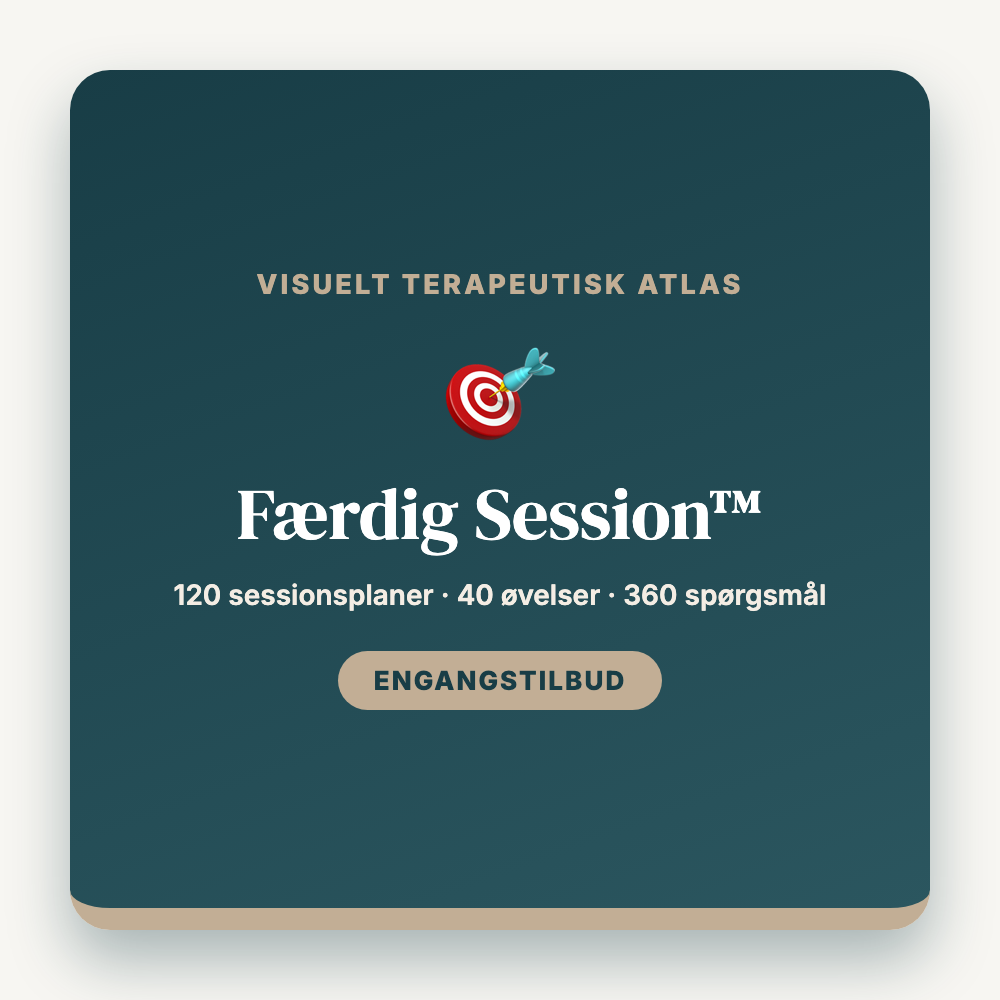 VISUELT TERAPEUTISK ATLAS
Færdig Session™
120 sessionsplaner · 40 øvelser · 360 spørgsmål
ENGANGSTILBUD